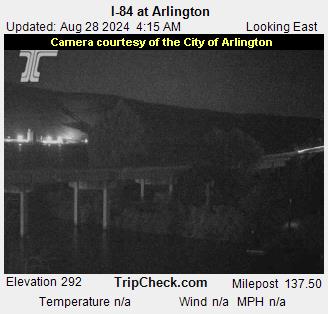 I-84 at Arlington
Updated: Aug 28 2024 4:15 AM Looking East
Camera courtesy of the City of Arlington
Elevation 292 TripCheck.com Milepost 137.50
Temperature n/a Wind n/a MPH n/a